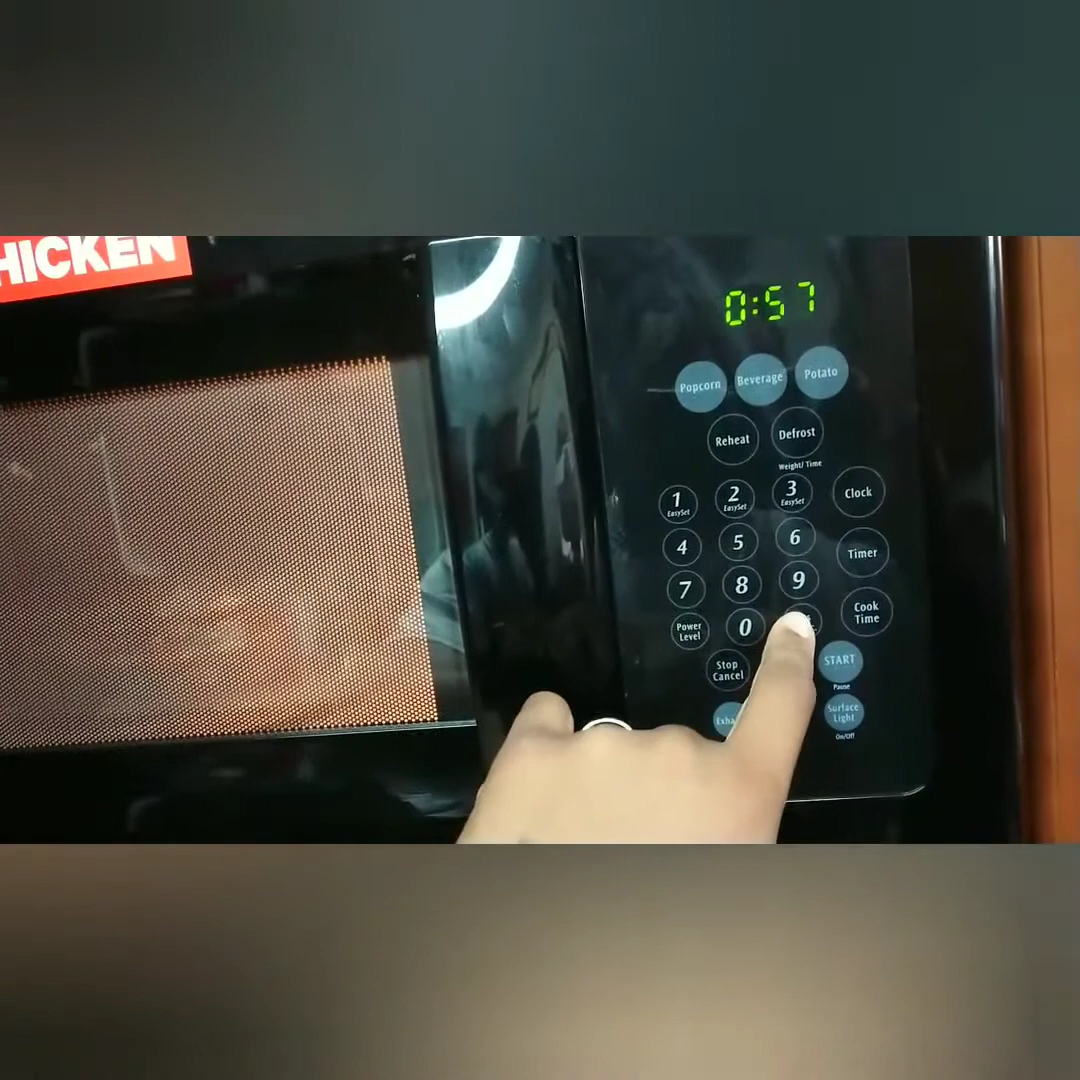 HICKEN
0:57
Popcorn Beverage Potato
Reheat Defrost
Weight/ Time
1 2 3 Clock
EasySet EasySet EasySet
4 5 6 Timer
7 8 9
Power Level 0 Cook Time
Stop Cancel START
Pause
Exha Surface Light
On/Off